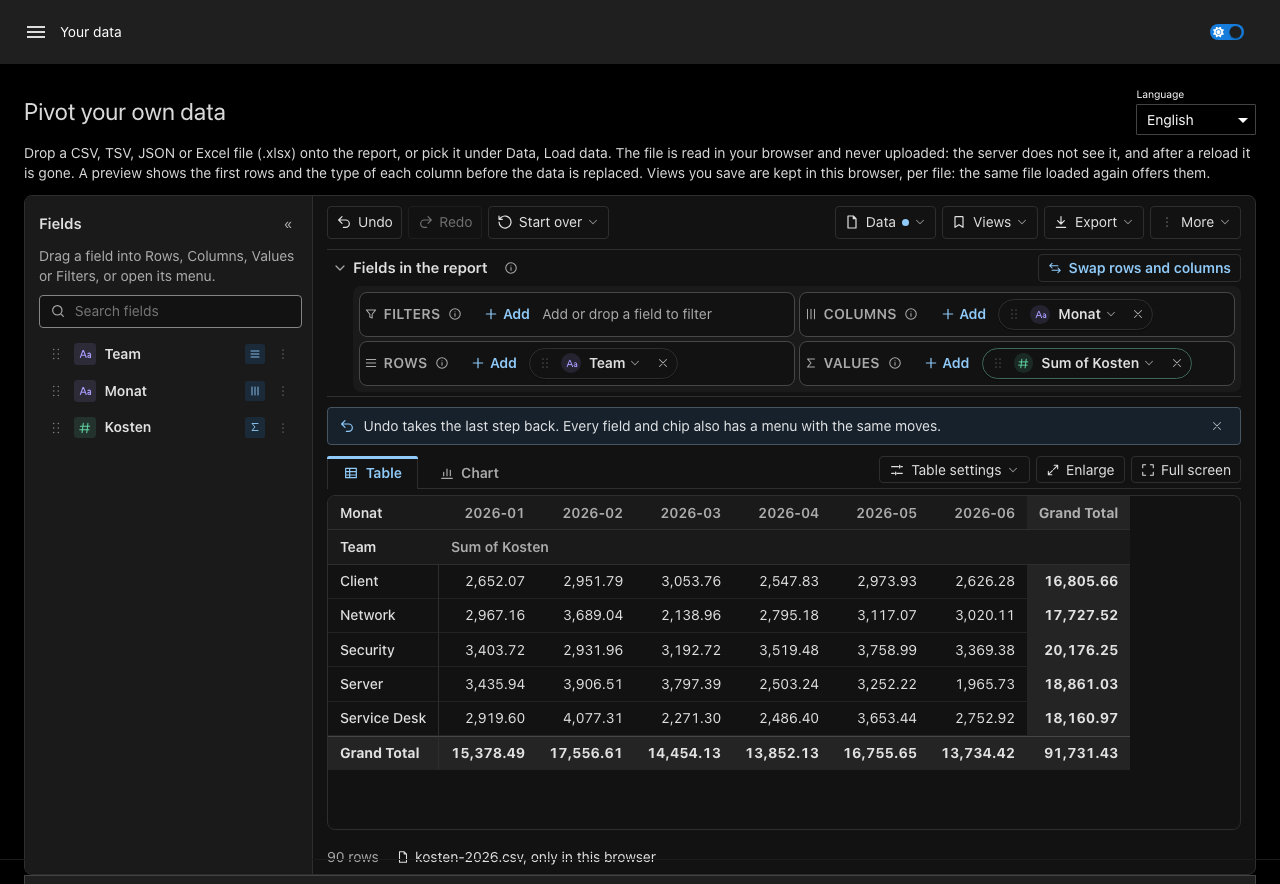 Your data
Pivot your own data
Language
English
Drop a CSV, TSV, JSON or Excel file (.xlsx) onto the report, or pick it under Data, Load data. The file is read in your browser and never uploaded: the server does not see it, and after a reload it
is gone. A preview shows the first rows and the type of each column before the data is replaced. Views you save are kept in this browser, per file: the same file loaded again offers them.
Fields «
Drag a field into Rows, Columns, Values
or Filters, or open its menu.
Search fields
Aa Team
Aa Monat
# Kosten Σ
Undo Redo Start over Data Views Export More
Fields in the report Swap rows and columns
FILTERS + Add Add or drop a field to filter
COLUMNS + Add Aa Monat
ROWS + Add Aa Team
Σ VALUES + Add # Sum of Kosten
Undo takes the last step back. Every field and chip also has a menu with the same moves.
Table Chart Table settings Enlarge Full screen
Monat 2026-01 2026-02 2026-03 2026-04 2026-05 2026-06 Grand Total
Team Sum of Kosten
Client 2,652.07 2,951.79 3,053.76 2,547.83 2,973.93 2,626.28 16,805.66
Network 2,967.16 3,689.04 2,138.96 2,795.18 3,117.07 3,020.11 17,727.52
Security 3,403.72 2,931.96 3,192.72 3,519.48 3,758.99 3,369.38 20,176.25
Server 3,435.94 3,906.51 3,797.39 2,503.24 3,252.22 1,965.73 18,861.03
Service Desk 2,919.60 4,077.31 2,271.30 2,486.40 3,653.44 2,752.92 18,160.97
Grand Total 15,378.49 17,556.61 14,454.13 13,852.13 16,755.65 13,734.42 91,731.43
90 rows kosten-2026.csv, only in this browser